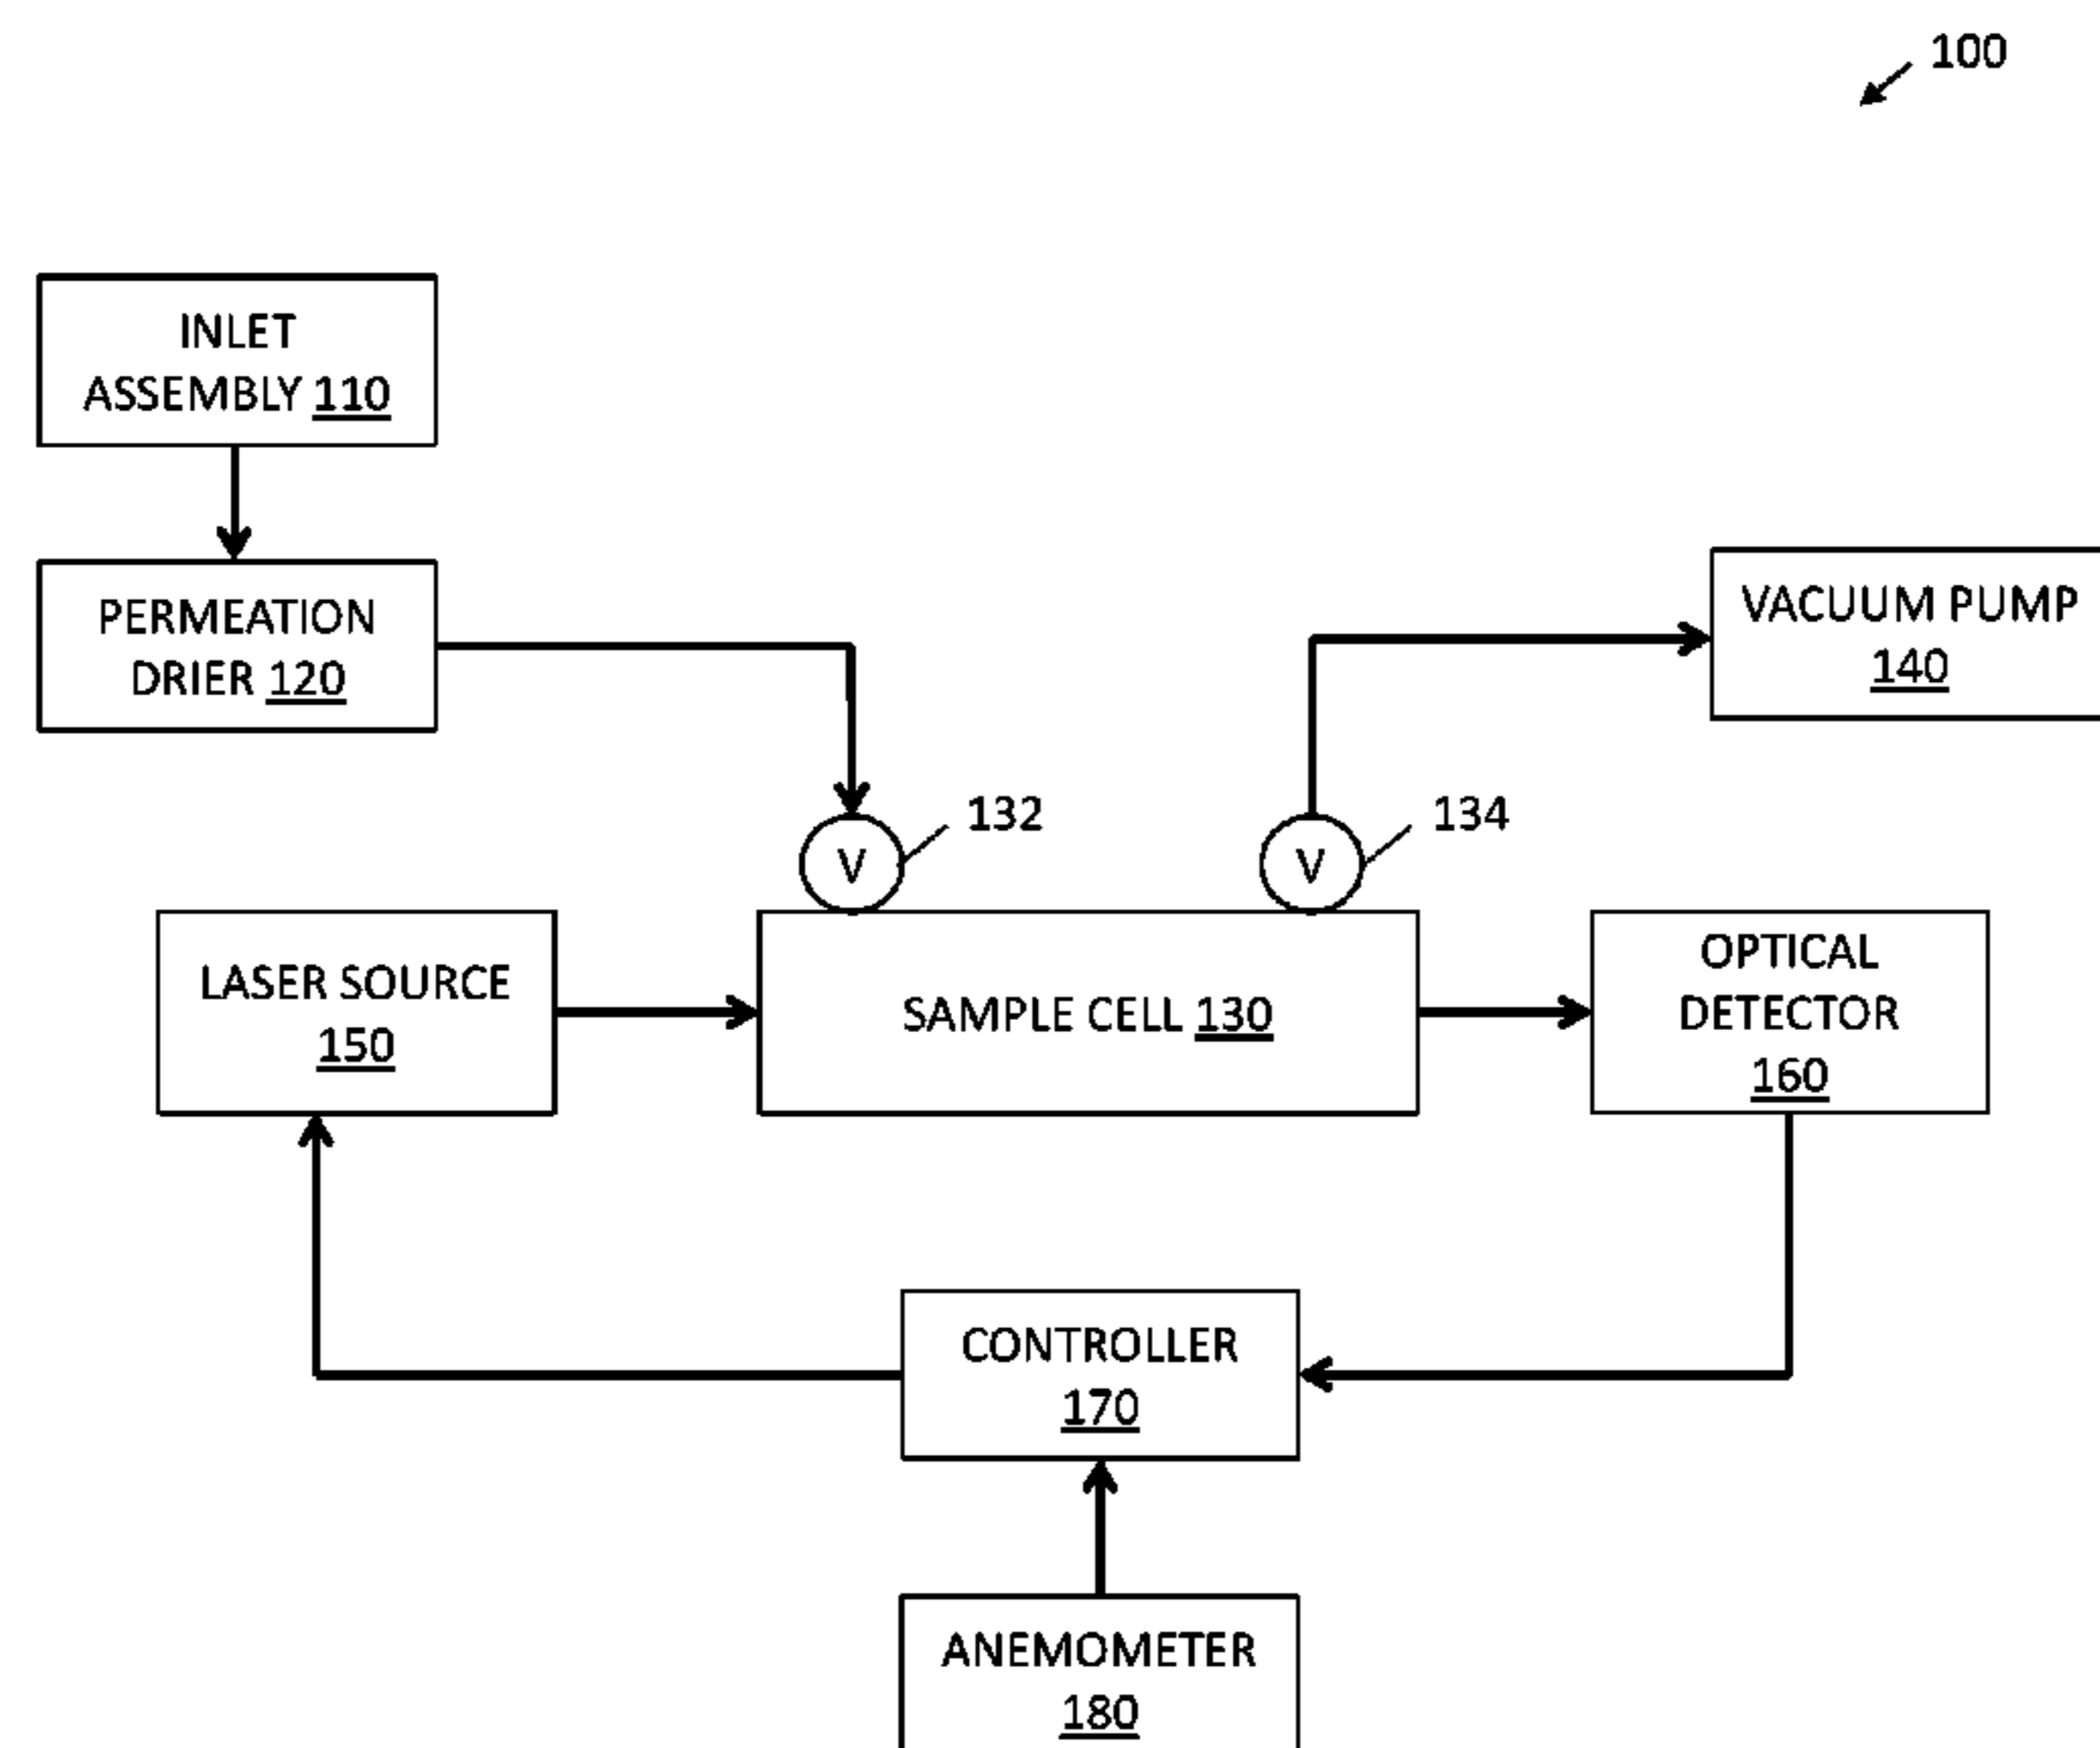 100
INLET
ASSEMBLY 110
PERMEATION
DRIER 120
VACUUM PUMP
140
132
134
V
V
LASER SOURCE
150
SAMPLE CELL 130
OPTICAL
DETECTOR
160
CONTROLLER
170
ANEMOMETER
180